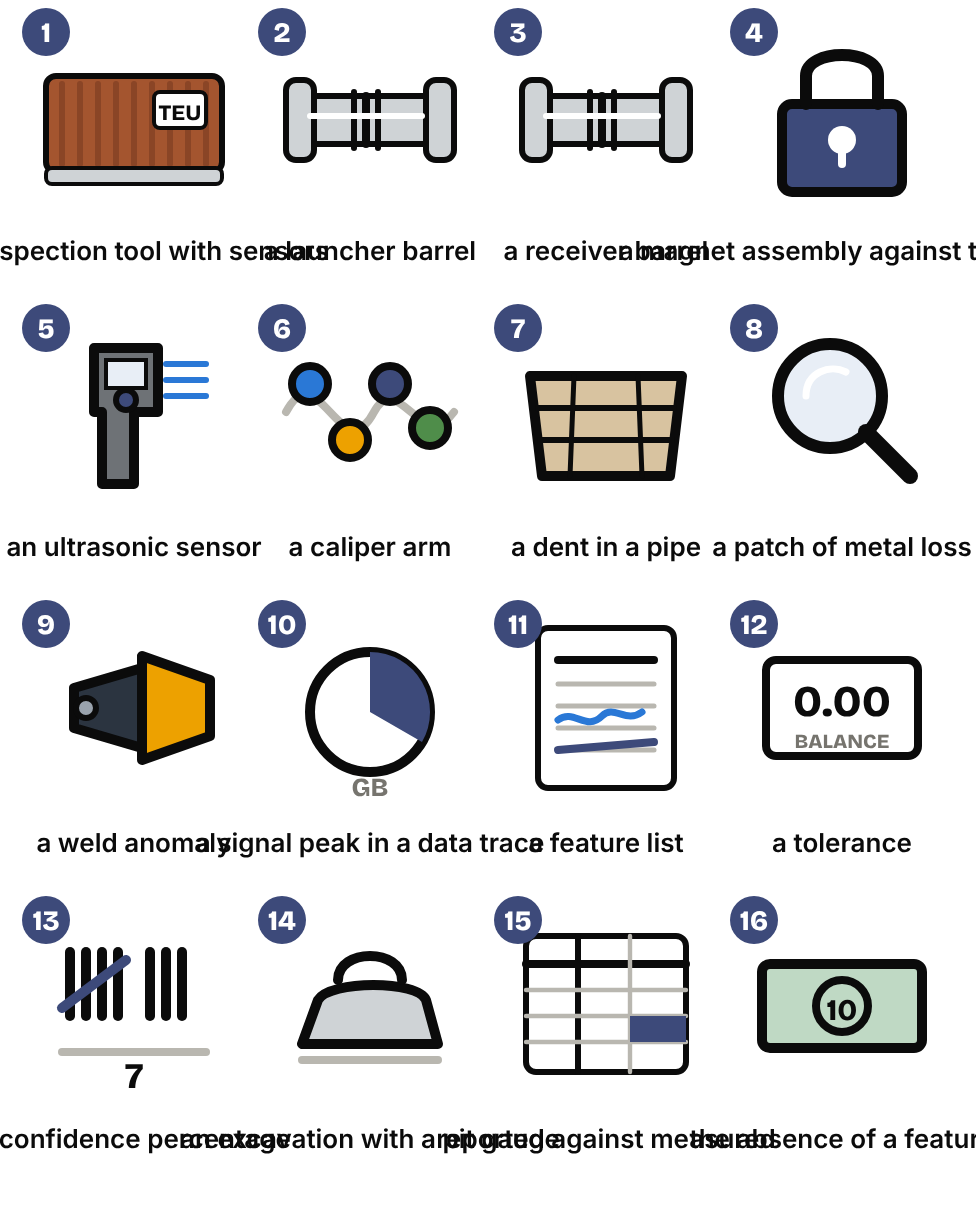 1
2
3
4
TEU
spection tool with sensors
a launcher barrel
a receiver barrel
a magnet assembly against t
5
6
7
8
an ultrasonic sensor
a caliper arm
a dent in a pipe
a patch of metal loss
9
10
11
12
0.00
BALANCE
GB
a weld anomaly
a signal peak in a data trace
a feature list
a tolerance
13
14
15
16
10
7
confidence percentage
an excavation with a pipe
pit gauge
reported against measured
the absence of a featur